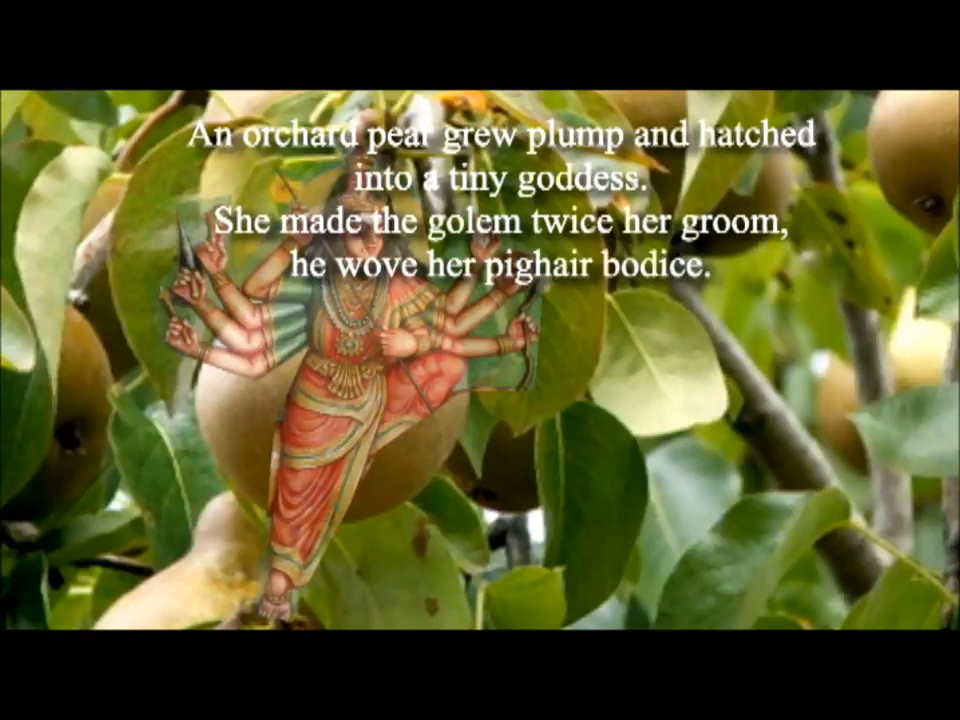 An orchard pear grew plump and hatched
into a tiny goddess.
She made the golem twice her groom,
he wove her pighair bodice.